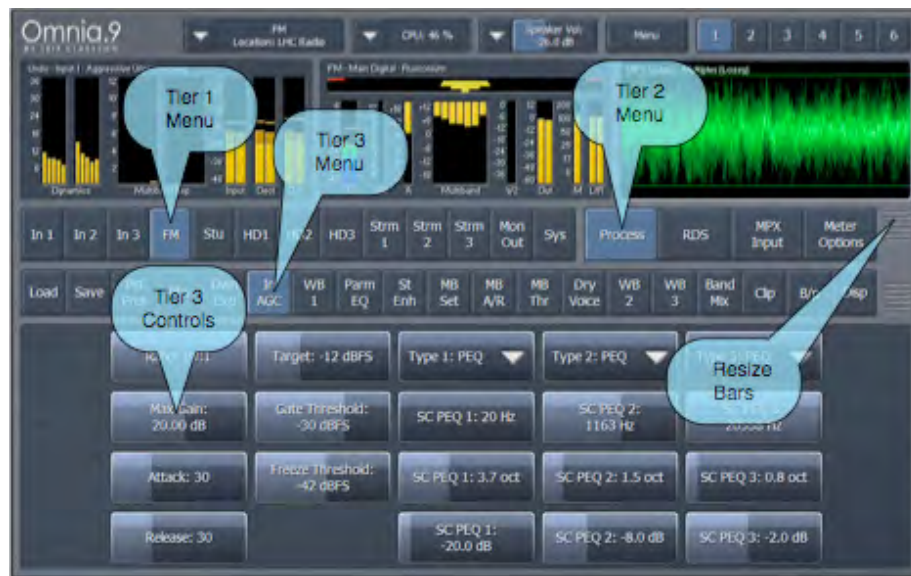 Omnia.9
FM
Location: LHC Radio
CPU: 46 %
Speaker Vol:
-26.0 dB
Menu
1 2 3 4 5 6
FM - Main Digital
Tier 1
Menu
Tier 2
Menu
Tier 3
Menu
Dynamics
Input
Multiband
Out
In 1 In 2 In 3 FM Stu HD1 HD3 Strm 1 Strm 2 Strm 3 Mon Out Sys Process RDS MPX Input Meter Options
Load Save AGC WB 1 Parm EQ St Enh MB Set MB A/R MB Thr Dry Voice WB 2 WB 3 Band Mix Clip Disp
Tier 3
Controls
Resize
Bars
Target: -12 dBFS
Type 1: PEQ
Type 2: PEQ
Max Gain:
20.00 dB
Gate Threshold:
-30 dBFS
SC PEQ 1: 20 Hz
SC PEQ 2:
1163 Hz
Attack: 30
Freeze Threshold:
-42 dBFS
SC PEQ 1: 3.7 oct
SC PEQ 2: 1.5 oct
SC PEQ 3: 0.8 oct
Release: 30
SC PEQ 1:
-20.0 dB
SC PEQ 2: -8.0 dB
SC PEQ 3: -2.0 dB